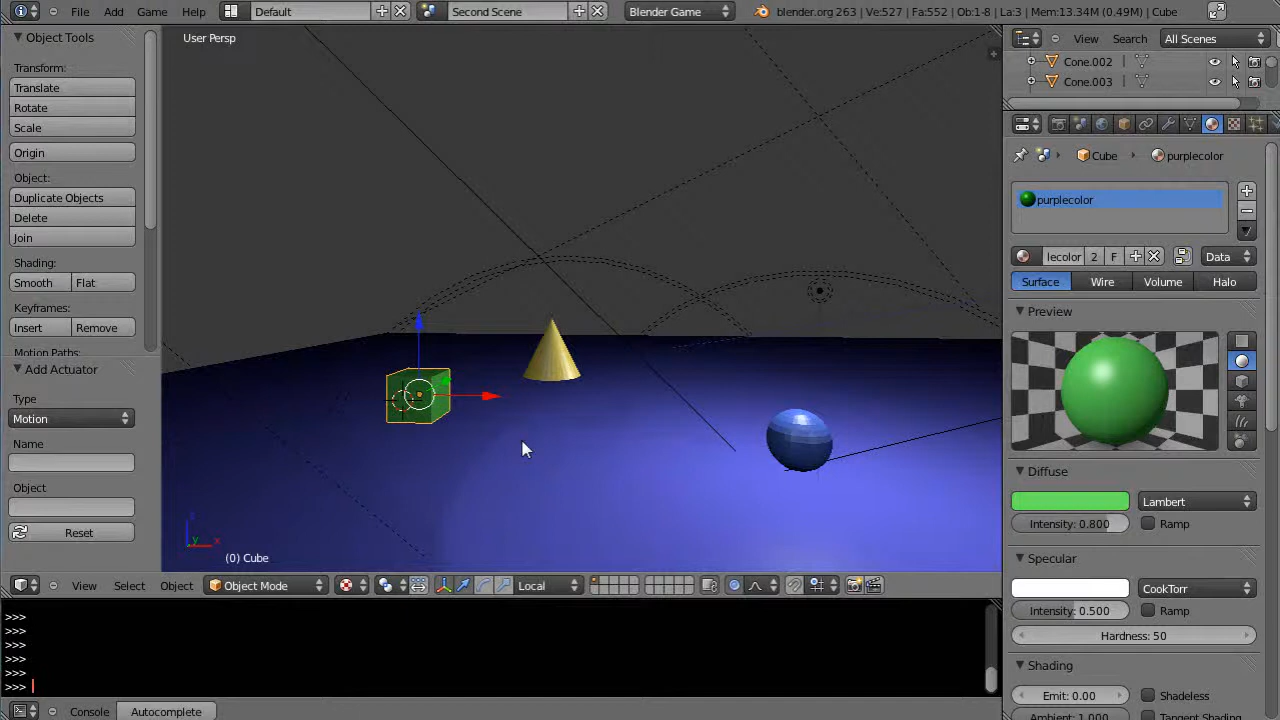 File Add Game Help Default Second Scene Blender Game blender.org 263 | Ve:527 | Fa:552 | Ob:1-8 | La:3 | Mem:13.34M (0.49M) | Cube
Object Tools
Transform:
Translate
Rotate
Scale
Origin
Object:
Duplicate Objects
Delete
Join
Shading:
Smooth Flat
Keyframes:
Insert Remove
Motion Paths:
Add Actuator
Type
Motion
Name
Object
Reset
User Persp
z
y x
(0) Cube
View Select Object Object Mode Local
>>>
>>>
>>>
>>>
>>>
>>>
Console Autocomplete
View Search All Scenes
Cone.002
Cone.003
Cube purplecolor
purplecolor
lecolor 2 F Data
Surface Wire Volume Halo
Preview
Diffuse
Lambert
Intensity: 0.800 Ramp
Specular
CookTorr
Intensity: 0.500 Ramp
Hardness: 50
Shading
Emit: 0.00 Shadeless
Ambient: 1.000 Tangent Shading